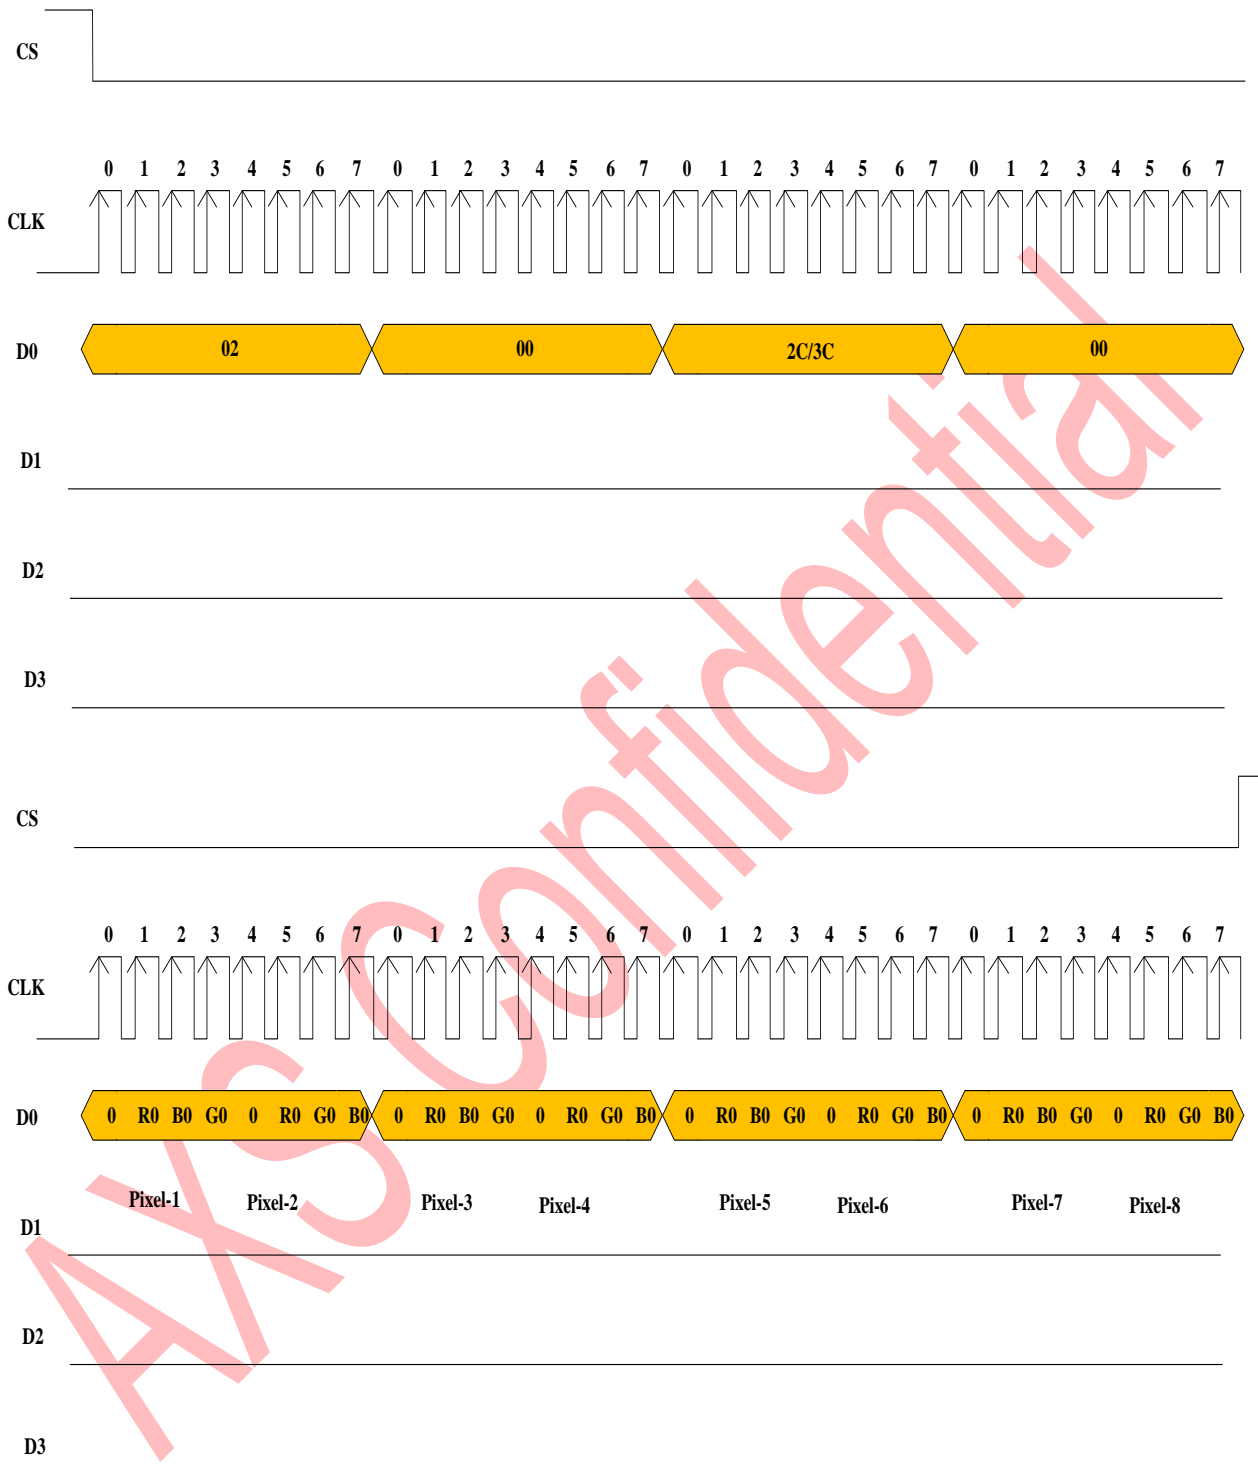 CS
0 1 2 3 4 5 6 7 0 1 2 3 4 5 6 7 0 1 2 3 4 5 6 7 0 1 2 3 4 5 6 7
CLK
D0 02 00 2C/3C 00
D1
D2
D3
CS
0 1 2 3 4 5 6 7 0 1 2 3 4 5 6 7 0 1 2 3 4 5 6 7 0 1 2 3 4 5 6 7
CLK
D0 0 R0 B0 G0 0 R0 G0 B0 0 R0 B0 G0 0 R0 G0 B0 0 R0 B0 G0 0 R0 G0 B0 0 R0 B0 G0 0 R0 G0 B0
Pixel-1 Pixel-2 Pixel-3 Pixel-4 Pixel-5 Pixel-6 Pixel-7 Pixel-8
D1
D2
D3
AXS Confidential